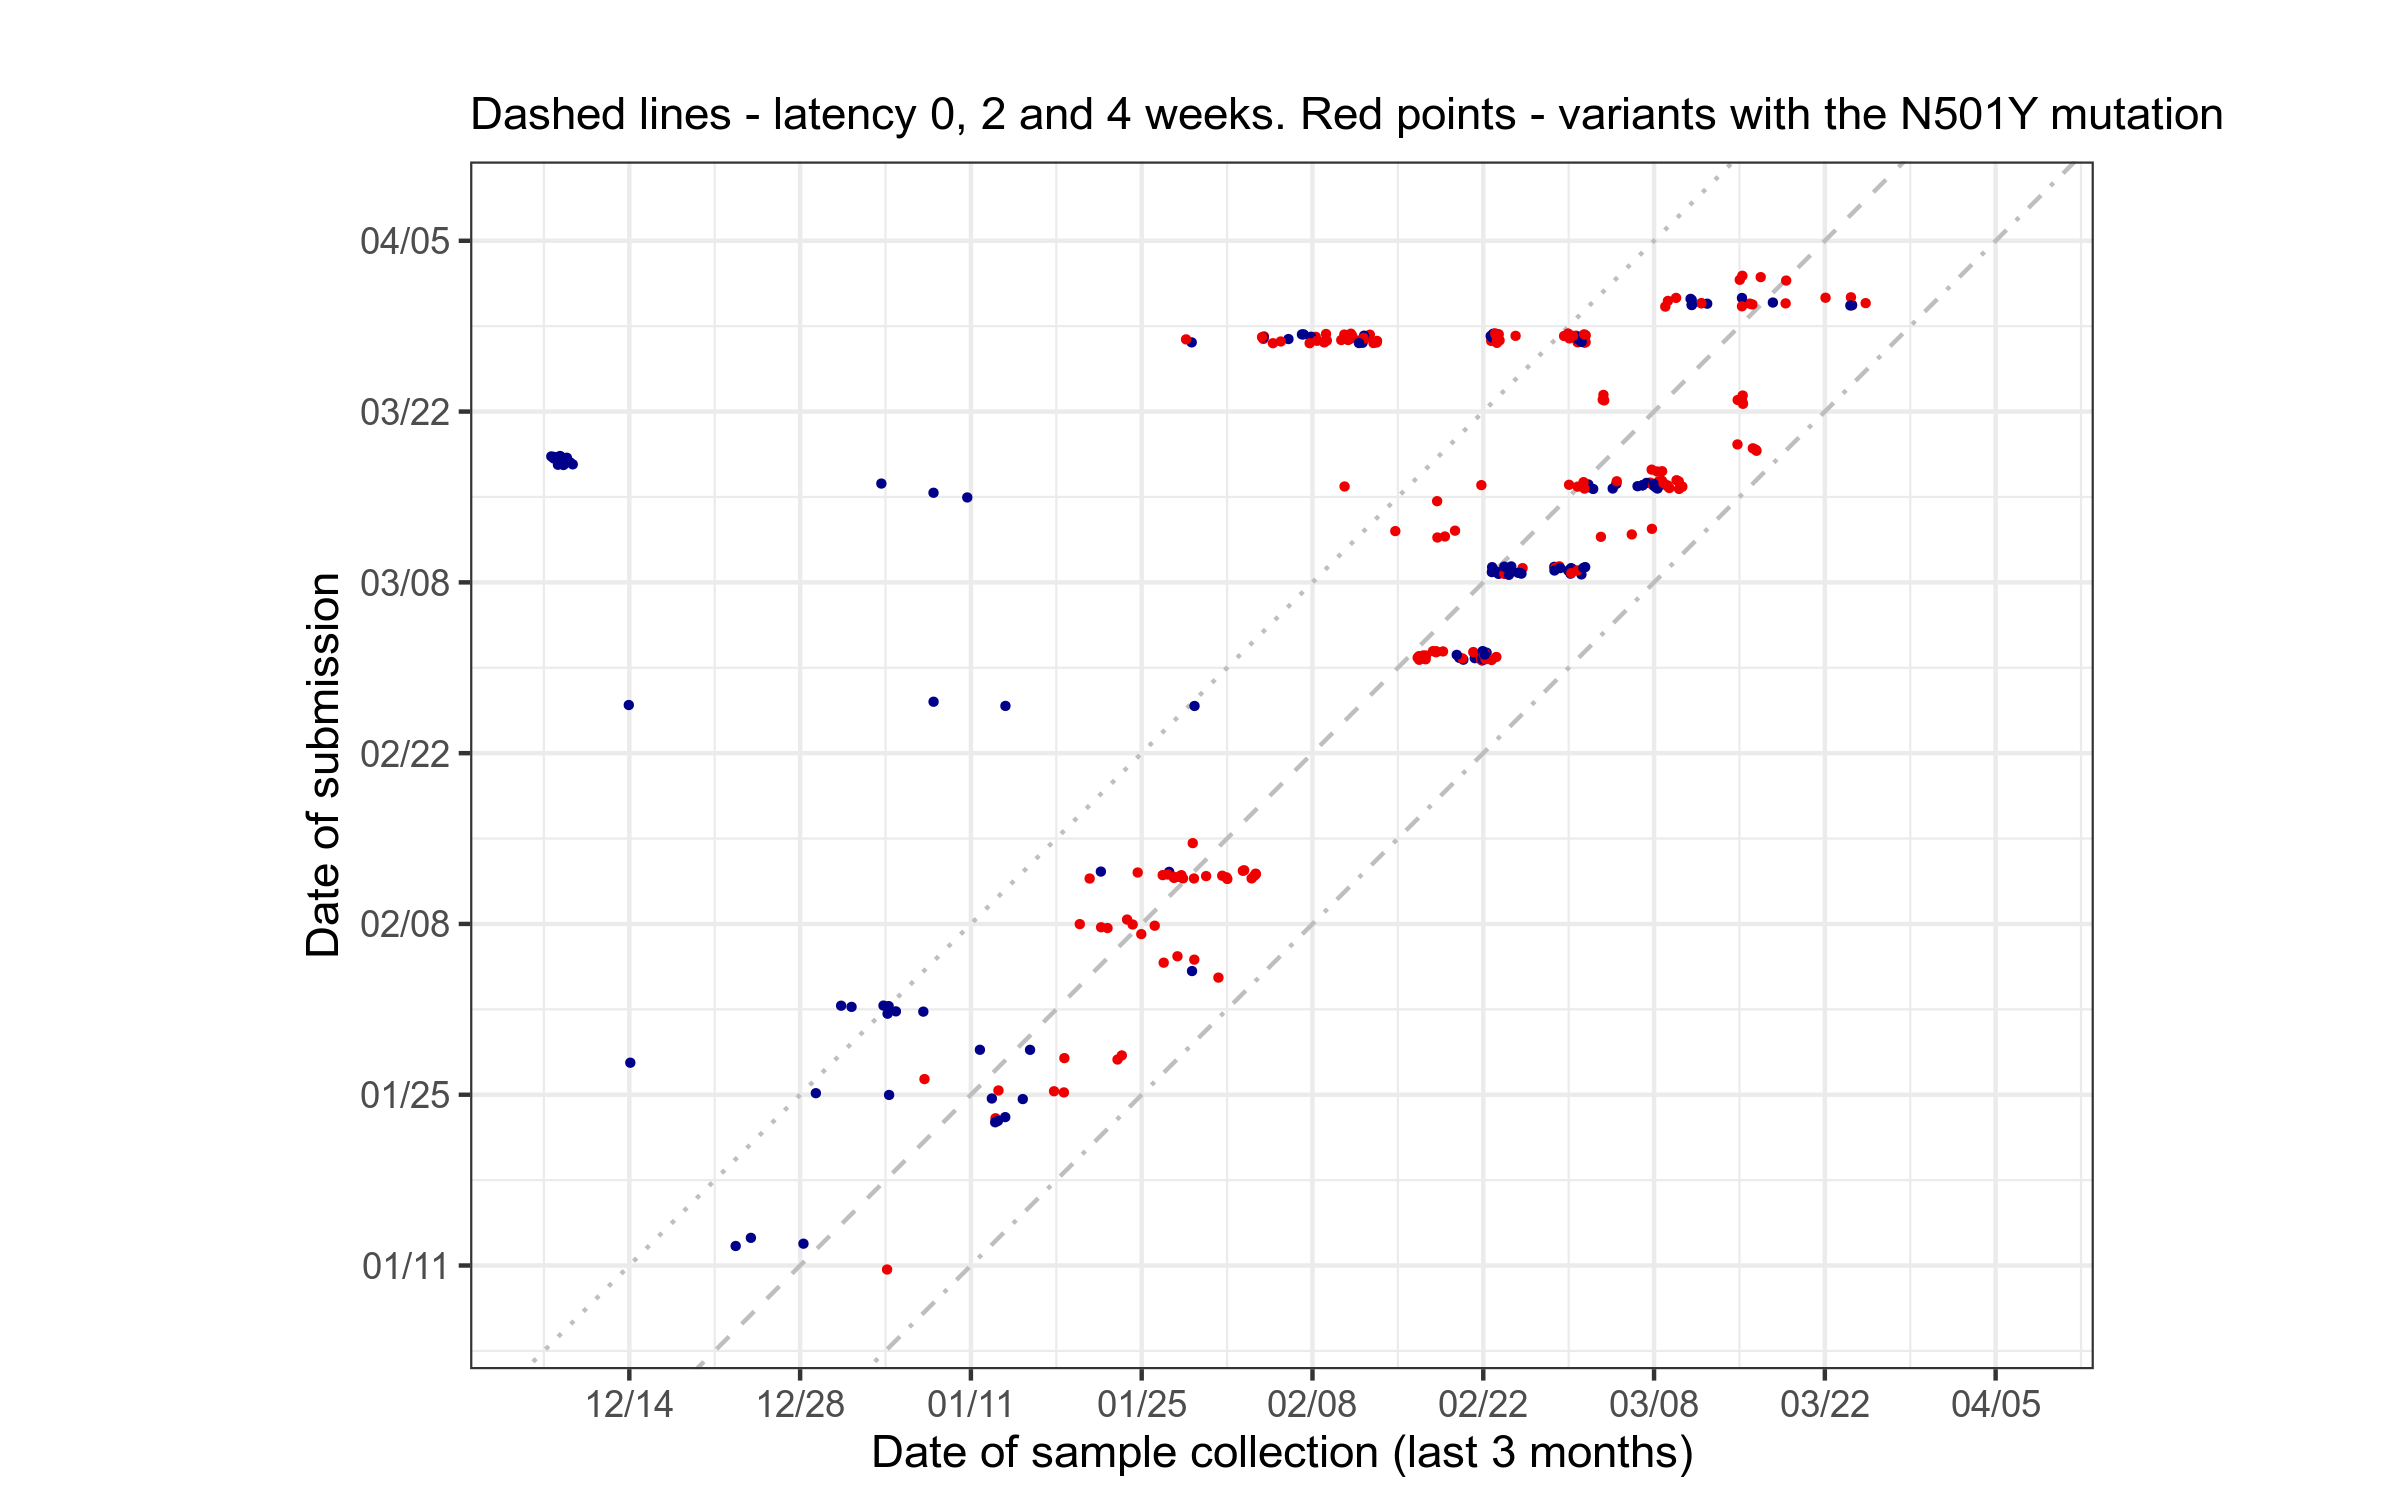 Dashed lines - latency 0, 2 and 4 weeks. Red points - variants with the N501Y mutation
04/05
03/22
03/08
02/22
02/08
01/25
01/11
Date of submission
12/14 12/28 01/11 01/25 02/08 02/22 03/08 03/22 04/05
Date of sample collection (last 3 months)